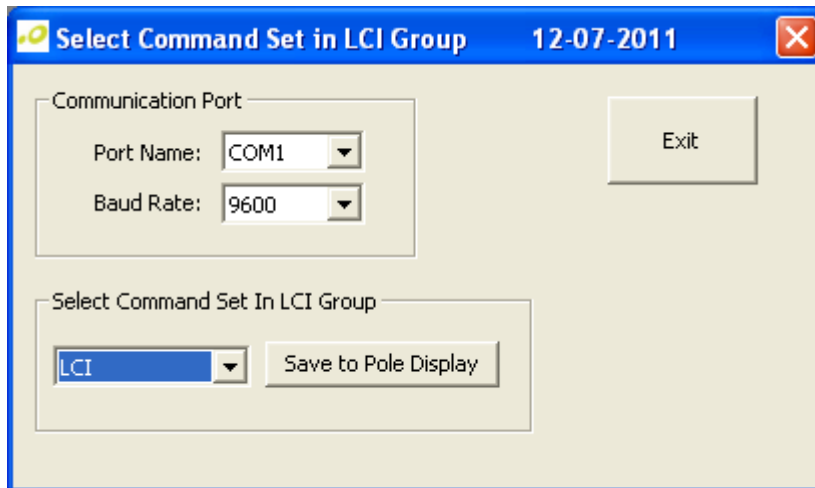 Select Command Set in LCI Group 12-07-2011
Communication Port
Port Name: COM1
Baud Rate: 9600
Exit
Select Command Set In LCI Group
LCI Save to Pole Display